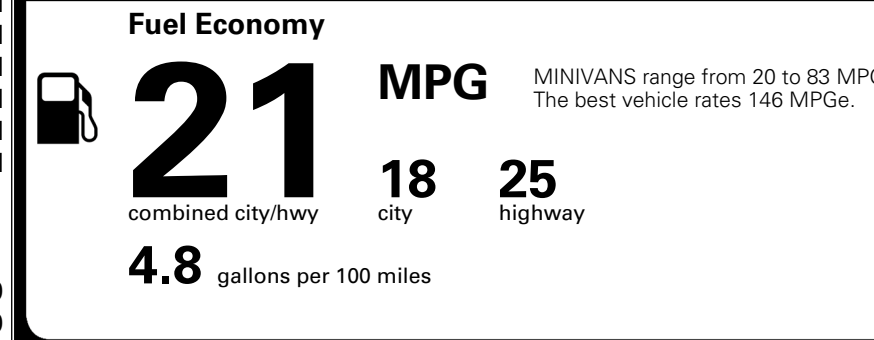 Fuel Economy
21 MPG
MINIVANS range from 20 to 83 MPG
The best vehicle rates 146 MPGe.
combined city/hwy
18 city
25 highway
4.8 gallons per 100 miles